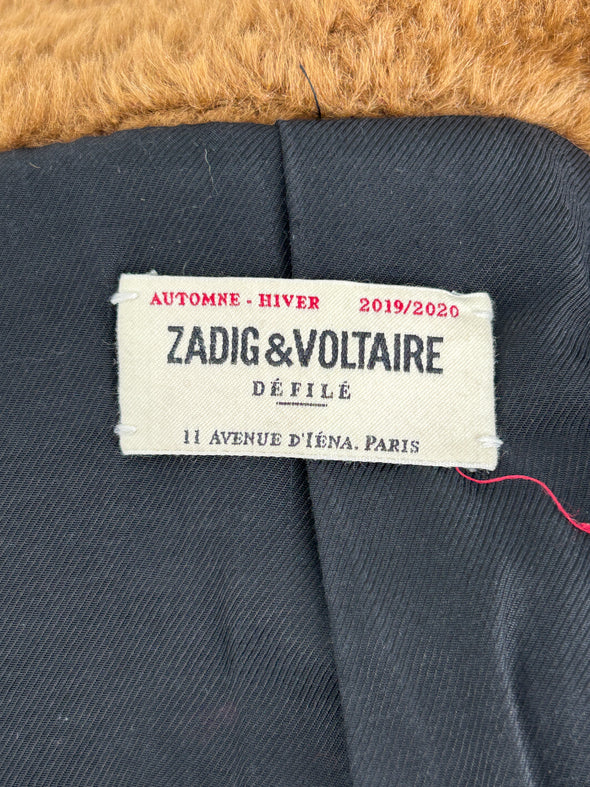 AUTOMNE - HIVER 2019/2020
ZADIG & VOLTAIRE
DÉFILÉ
11 AVENUE D'IÉNA. PARIS